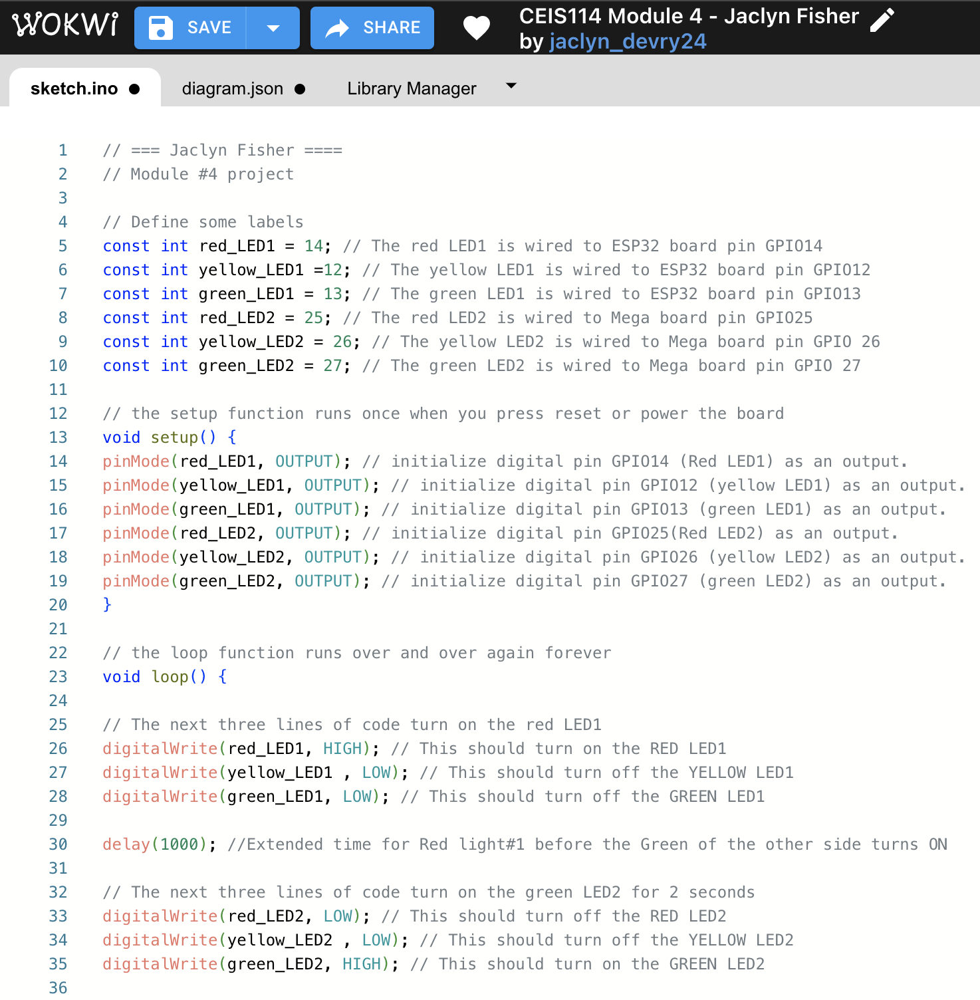 WOKWi SAVE SHARE CEIS114 Module 4 - Jaclyn Fisher
by jaclyn_devry24
sketch.ino ● diagram.json ● Library Manager
1 // === Jaclyn Fisher ====
2 // Module #4 project
3
4 // Define some labels
5 const int red_LED1 = 14; // The red LED1 is wired to ESP32 board pin GPIO14
6 const int yellow_LED1 =12; // The yellow LED1 is wired to ESP32 board pin GPIO12
7 const int green_LED1 = 13; // The green LED1 is wired to ESP32 board pin GPIO13
8 const int red_LED2 = 25; // The red LED2 is wired to Mega board pin GPIO25
9 const int yellow_LED2 = 26; // The yellow LED2 is wired to Mega board pin GPIO 26
10 const int green_LED2 = 27; // The green LED2 is wired to Mega board pin GPIO 27
11
12 // the setup function runs once when you press reset or power the board
13 void setup() {
14 pinMode(red_LED1, OUTPUT); // initialize digital pin GPIO14 (Red LED1) as an output.
15 pinMode(yellow_LED1, OUTPUT); // initialize digital pin GPIO12 (yellow LED1) as an output.
16 pinMode(green_LED1, OUTPUT); // initialize digital pin GPIO13 (green LED1) as an output.
17 pinMode(red_LED2, OUTPUT); // initialize digital pin GPIO25(Red LED2) as an output.
18 pinMode(yellow_LED2, OUTPUT); // initialize digital pin GPIO26 (yellow LED2) as an output.
19 pinMode(green_LED2, OUTPUT); // initialize digital pin GPIO27 (green LED2) as an output.
20 }
21
22 // the loop function runs over and over again forever
23 void loop() {
24
25 // The next three lines of code turn on the red LED1
26 digitalWrite(red_LED1, HIGH); // This should turn on the RED LED1
27 digitalWrite(yellow_LED1 , LOW); // This should turn off the YELLOW LED1
28 digitalWrite(green_LED1, LOW); // This should turn off the GREEN LED1
29
30 delay(1000); //Extended time for Red light#1 before the Green of the other side turns ON
31
32 // The next three lines of code turn on the green LED2 for 2 seconds
33 digitalWrite(red_LED2, LOW); // This should turn off the RED LED2
34 digitalWrite(yellow_LED2 , LOW); // This should turn off the YELLOW LED2
35 digitalWrite(green_LED2, HIGH); // This should turn on the GREEN LED2
36